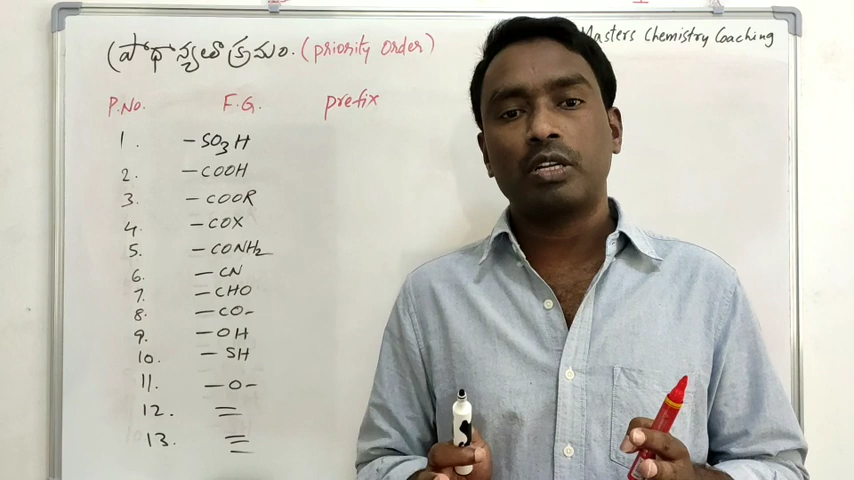 ప్రాధాన్యతా క్రమం. (priority order)
Masters Chemistry Coaching
P.No. F.G. prefix
1. -SO3H
2. -COOH
3. -COOR
4. -COX
5. -CONH2
6. -CN
7. -CHO
8. -CO-
9. -OH
10. -SH
11. -O-
12. =
13. ≡